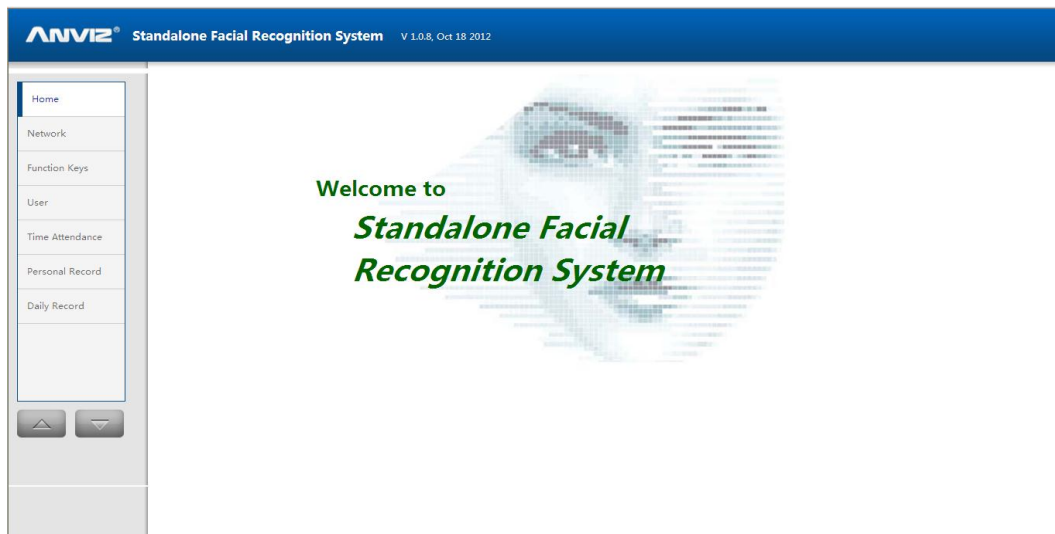 ANVIZ® Standalone Facial Recognition System V 1.0.8, Oct 18 2012
Home
Network
Function Keys
User
Time Attendance
Personal Record
Daily Record
Welcome to
Standalone Facial
Recognition System